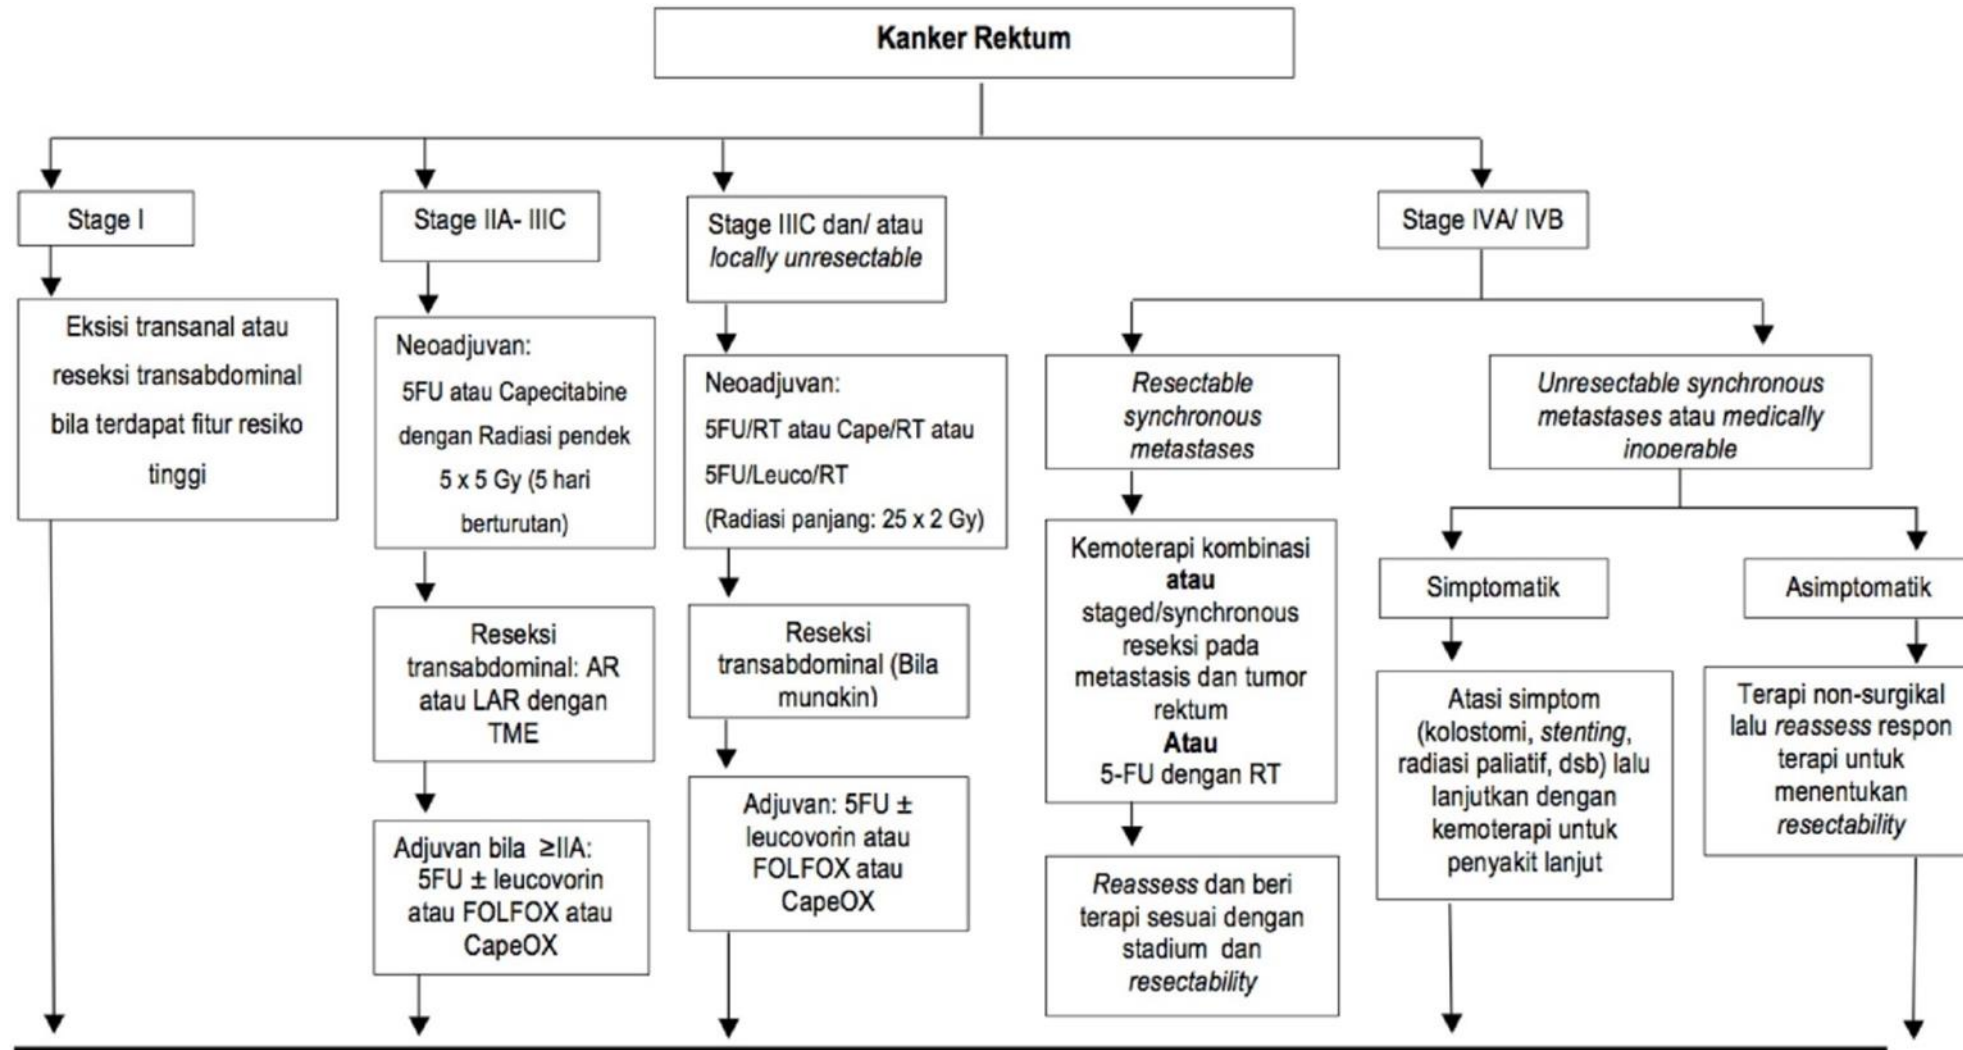 Kanker Rektum
Stage I
Eksisi transanal atau
reseksi transabdominal
bila terdapat fitur resiko
tinggi
Stage IIA- IIIC
Neoadjuvan:
5FU atau Capecitabine
dengan Radiasi pendek
5 x 5 Gy (5 hari
berturutan)
Reseksi
transabdominal: AR
atau LAR dengan
TME
Adjuvan bila ≥IIA:
5FU ± leucovorin
atau FOLFOX atau
CapeOX
Stage IIIC dan/ atau
locally unresectable
Neoadjuvan:
5FU/RT atau Cape/RT atau
5FU/Leuco/RT
(Radiasi panjang: 25 x 2 Gy)
Reseksi
transabdominal (Bila
mungkin)
Adjuvan: 5FU ±
leucovorin atau
FOLFOX atau
CapeOX
Stage IVA/ IVB
Resectable
synchronous
metastases
Kemoterapi kombinasi
atau
staged/synchronous
reseksi pada
metastasis dan tumor
rektum
Atau
5-FU dengan RT
Reassess dan beri
terapi sesuai dengan
stadium dan
resectability
Unresectable synchronous
metastases atau medically
inoperable
Simptomatik
Atasi simptom
(kolostomi, stenting,
radiasi paliatif, dsb) lalu
lanjutkan dengan
kemoterapi untuk
penyakit lanjut
Asimptomatik
Terapi non-surgikal
lalu reassess respon
terapi untuk
menentukan
resectability